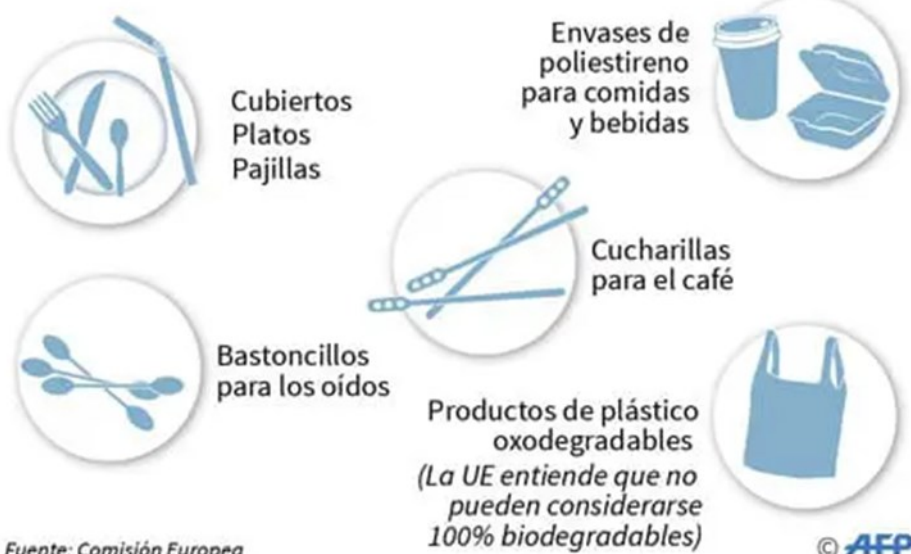 Cubiertos
Platos
Pajillas
Envases de
poliestireno
para comidas
y bebidas
Cucharillas
para el café
Bastoncillos
para los oídos
Productos de plástico
oxodegradables
(La UE entiende que no
pueden considerarse
100% biodegradables)
Fuente: Comisión Europea
© AFP